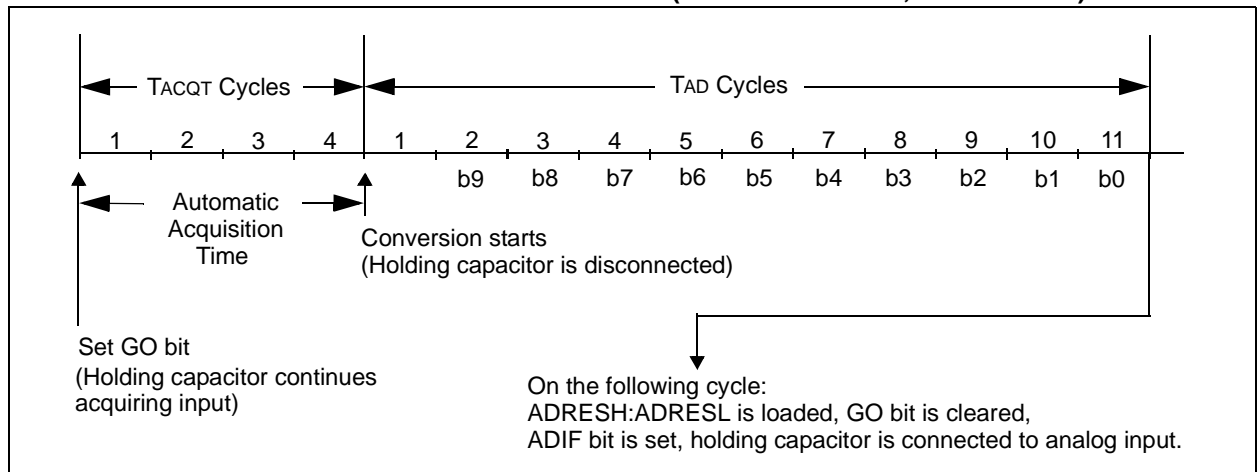 TACQT Cycles
TAD Cycles
1 2 3 4 1 2 3 4 5 6 7 8 9 10 11
b9 b8 b7 b6 b5 b4 b3 b2 b1 b0
Automatic
Acquisition
Time
Conversion starts
(Holding capacitor is disconnected)
Set GO bit
(Holding capacitor continues
acquiring input)
On the following cycle:
ADRESH:ADRESL is loaded, GO bit is cleared,
ADIF bit is set, holding capacitor is connected to analog input.